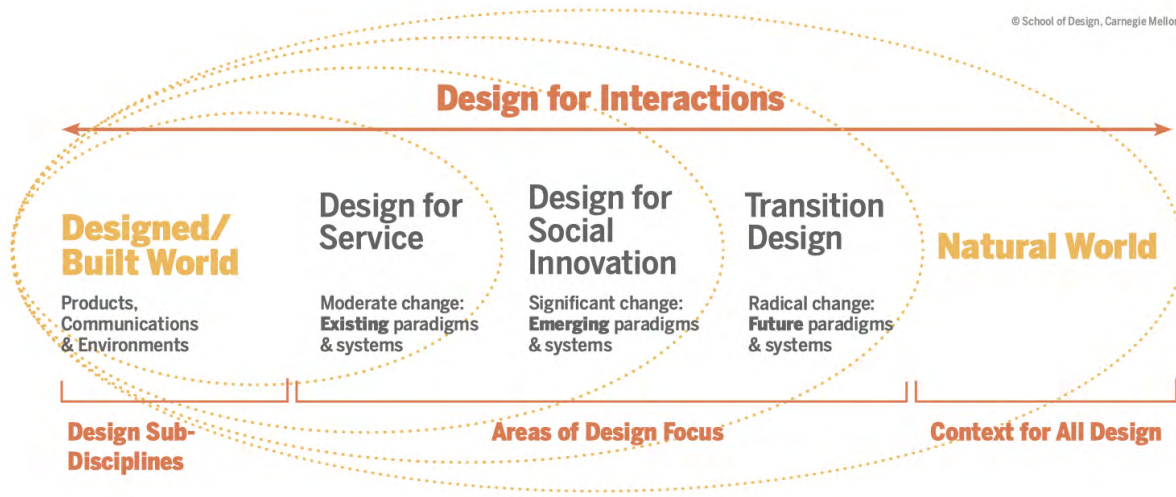 © School of Design, Carnegie Mellon
Design for Interactions
Designed/
Built World
Products,
Communications
& Environments
Design for
Service
Moderate change:
Existing paradigms
& systems
Design for
Social
Innovation
Significant change:
Emerging paradigms
& systems
Transition
Design
Radical change:
Future paradigms
& systems
Natural World
Design Sub-
Disciplines
Areas of Design Focus
Context for All Design